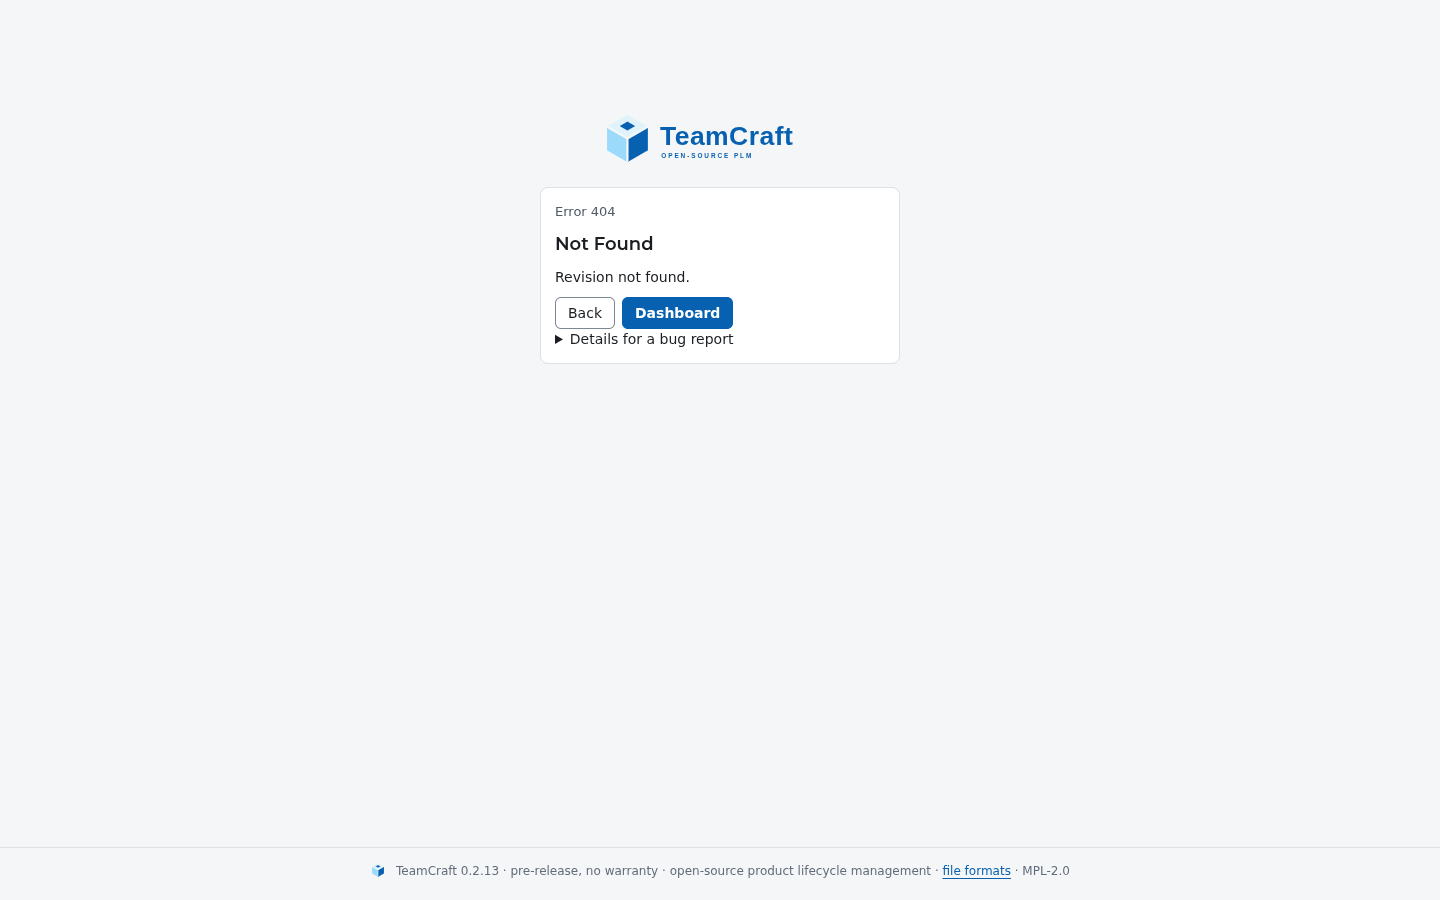 TeamCraft
OPEN-SOURCE PLM
Error 404
Not Found
Revision not found.
Back
Dashboard
Details for a bug report
TeamCraft 0.2.13 · pre-release, no warranty · open-source product lifecycle management · file formats · MPL-2.0